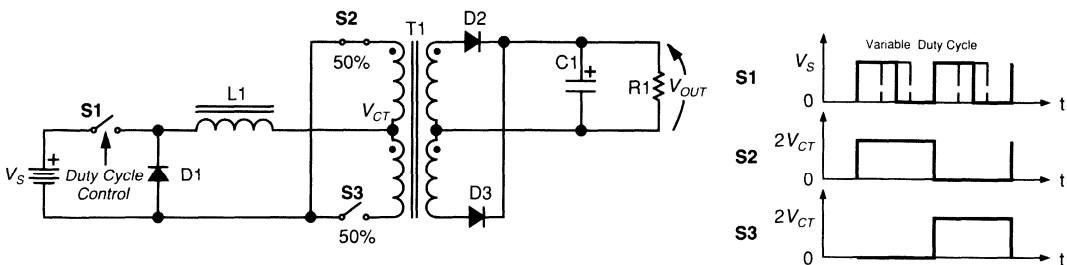 S2
T1
D2
50%
C1
+
R1
V_OUT
L1
S1
V_CT
+
V_S
Duty Cycle
Control
D1
S3
50%
D3
Variable Duty Cycle
V_S
S1
0
t
2V_CT
S2
0
t
2V_CT
S3
0
t